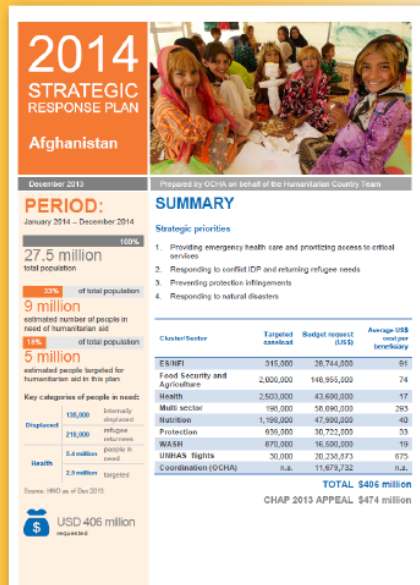 2014
STRATEGIC
RESPONSE PLAN
Afghanistan
December 2013
Prepared by OCHA on behalf of the Humanitarian Country Team
PERIOD:
January 2014 – December 2014
100%
27.5 million
total population
33% of total population
9 million
estimated number of people in
need of humanitarian aid
18% of total population
5 million
estimated people targeted for
humanitarian aid in this plan
Key categories of people in need:
Displaced
135,000 internally
displaced
218,000 refugee
returnees
Health
5.4 million people in
need
2.5 million targeted
Source: HNO as of Dec 2013
$
USD 406 million
requested
SUMMARY
Strategic priorities
1. Providing emergency health care and prioritizing access to critical
services
2. Responding to conflict IDP and returning refugee needs
3. Preventing protection infringements
4. Responding to natural disasters
Cluster/Sector Targeted
caseload Budget request
(US$) Average US$
cost per
beneficiary
ES/NFI 315,000 28,744,000 91
Food Security and
Agriculture 2,000,000 148,955,000 74
Health 2,503,000 43,600,000 17
Multi sector 198,000 58,090,000 293
Nutrition 47,900,000 40
Protection 30,722,000 33
WASH 870,000 16,500,000 19
UNHAS flights 30,000 20,238,873 675
Coordination (OCHA) n.a. 11,679,732 n.a.
TOTAL $406 million
CHAP 2013 APPEAL $474 million